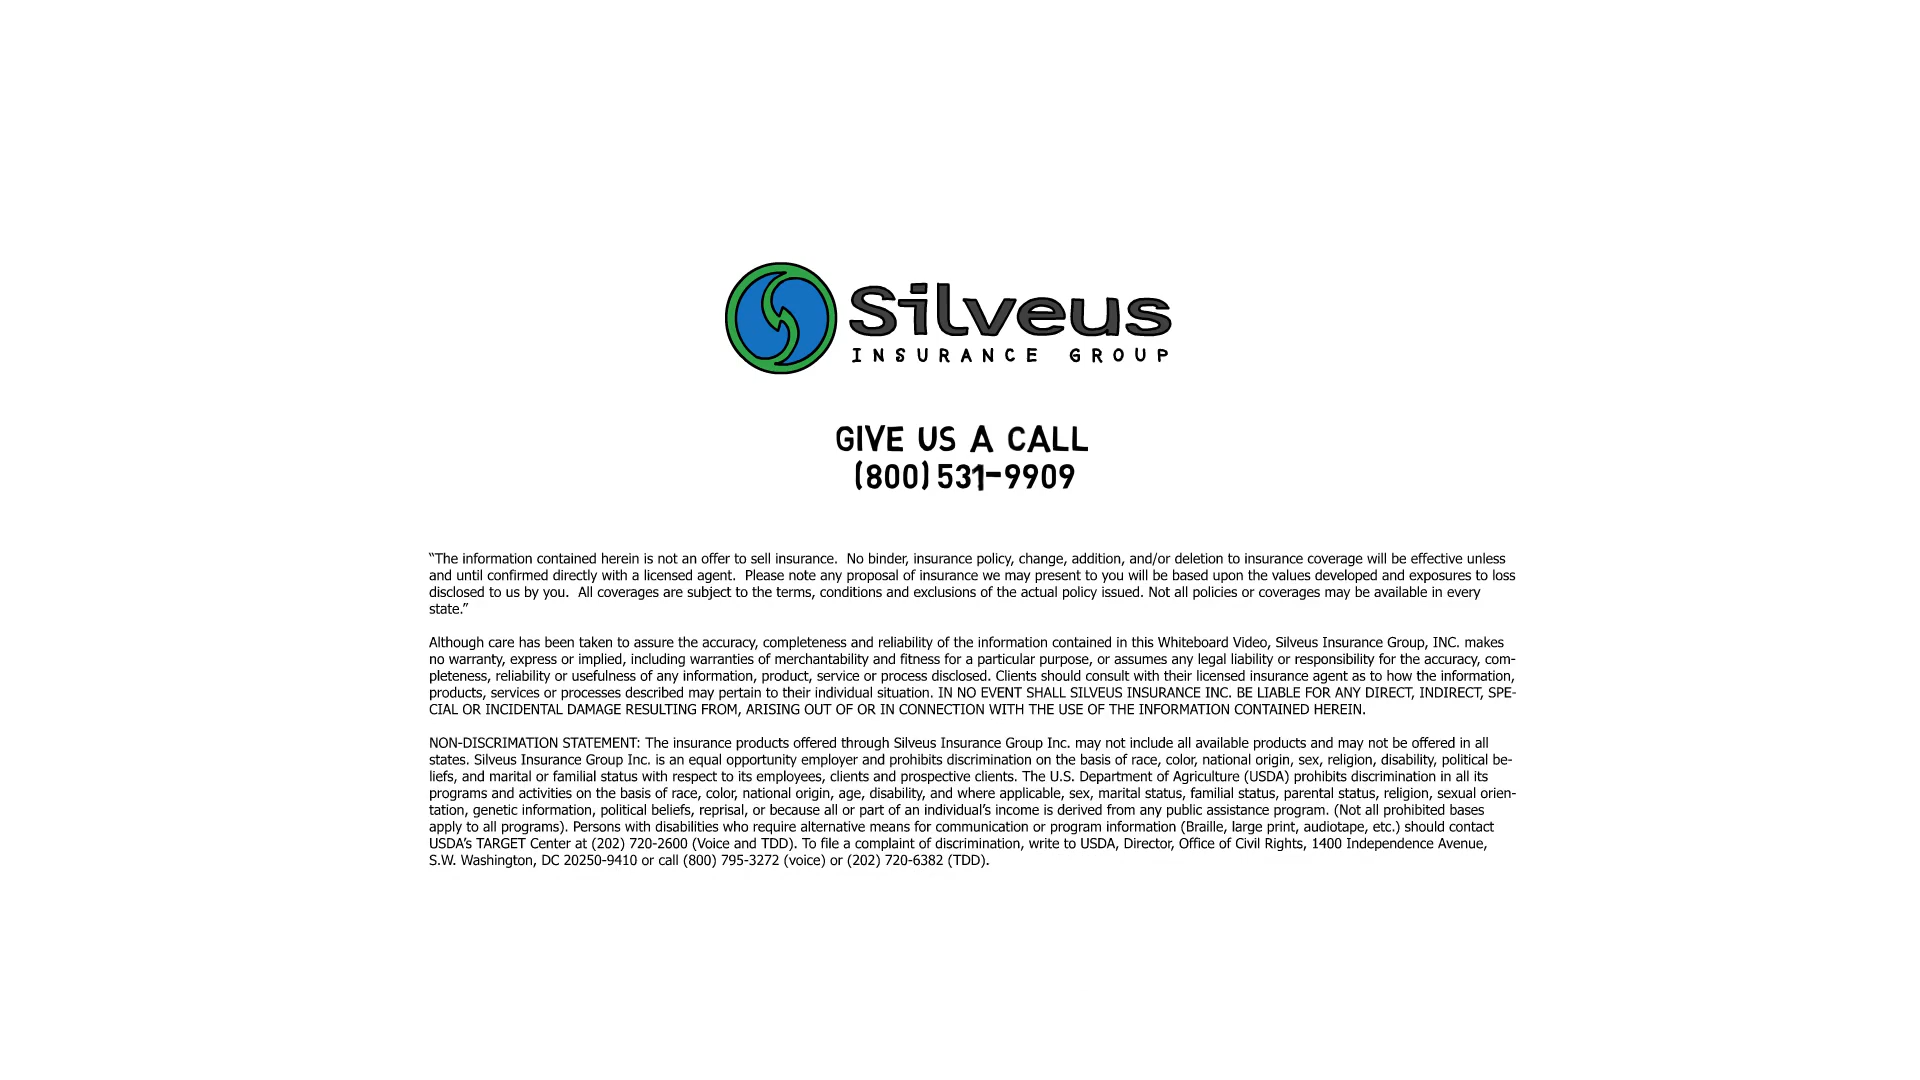 Silveus
INSURANCE GROUP
GIVE US A CALL
(800) 531-9909
“The information contained herein is not an offer to sell insurance.  No binder, insurance policy, change, addition, and/or deletion to insurance coverage will be effective unless
and until confirmed directly with a licensed agent.  Please note any proposal of insurance we may present to you will be based upon the values developed and exposures to loss
disclosed to us by you.  All coverages are subject to the terms, conditions and exclusions of the actual policy issued. Not all policies or coverages may be available in every
state.”
Although care has been taken to assure the accuracy, completeness and reliability of the information contained in this Whiteboard Video, Silveus Insurance Group, INC. makes
no warranty, express or implied, including warranties of merchantability and fitness for a particular purpose, or assumes any legal liability or responsibility for the accuracy, com-
pleteness, reliability or usefulness of any information, product, service or process disclosed. Clients should consult with their licensed insurance agent as to how the information,
products, services or processes described may pertain to their individual situation. IN NO EVENT SHALL SILVEUS INSURANCE INC. BE LIABLE FOR ANY DIRECT, INDIRECT, SPE-
CIAL OR INCIDENTAL DAMAGE RESULTING FROM, ARISING OUT OF OR IN CONNECTION WITH THE USE OF THE INFORMATION CONTAINED HEREIN.
NON-DISCRIMATION STATEMENT: The insurance products offered through Silveus Insurance Group Inc. may not include all available products and may not be offered in all
states. Silveus Insurance Group Inc. is an equal opportunity employer and prohibits discrimination on the basis of race, color, national origin, sex, religion, disability, political be-
liefs, and marital or familial status with respect to its employees, clients and prospective clients. The U.S. Department of Agriculture (USDA) prohibits discrimination in all its
programs and activities on the basis of race, color, national origin, age, disability, and where applicable, sex, marital status, familial status, parental status, religion, sexual orien-
tation, genetic information, political beliefs, reprisal, or because all or part of an individual’s income is derived from any public assistance program. (Not all prohibited bases
apply to all programs). Persons with disabilities who require alternative means for communication or program information (Braille, large print, audiotape, etc.) should contact
USDA’s TARGET Center at (202) 720-2600 (Voice and TDD). To file a complaint of discrimination, write to USDA, Director, Office of Civil Rights, 1400 Independence Avenue,
S.W. Washington, DC 20250-9410 or call (800) 795-3272 (voice) or (202) 720-6382 (TDD).